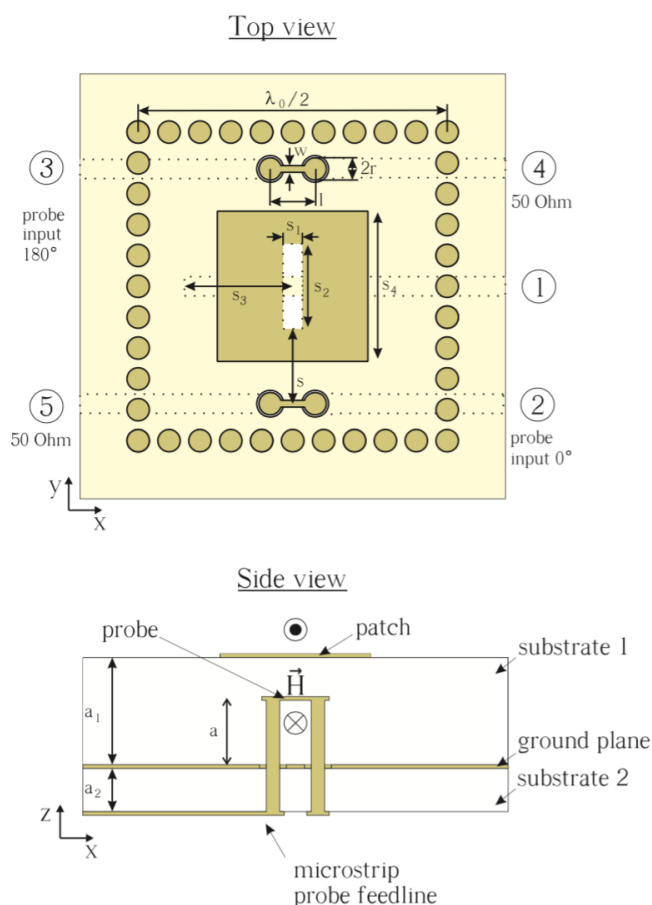 Top view
λ₀/2
③
w
④
2r
50 Ohm
probe
input
180°
l
s₁
s₂
s₃
s₄
①
s
⑤
②
50 Ohm
probe
input 0°
y
x
Side view
probe
patch
substrate 1
H⃗
a₁
a
ground plane
a₂
substrate 2
z
x
microstrip
probe feedline